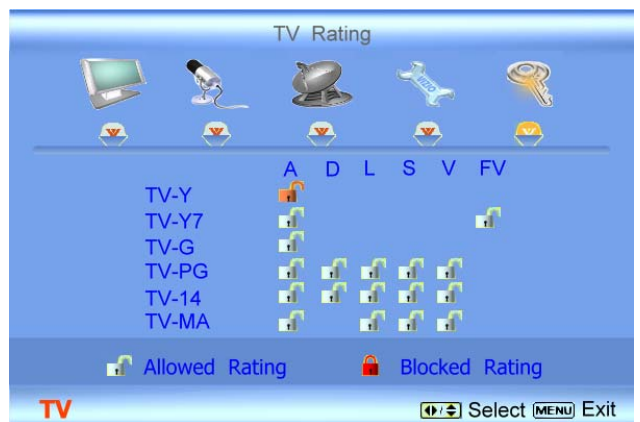 TV Rating
VIZIO
A D L S V FV
TV-Y
TV-Y7
TV-G
TV-PG
TV-14
TV-MA
Allowed Rating Blocked Rating
TV Select MENU Exit